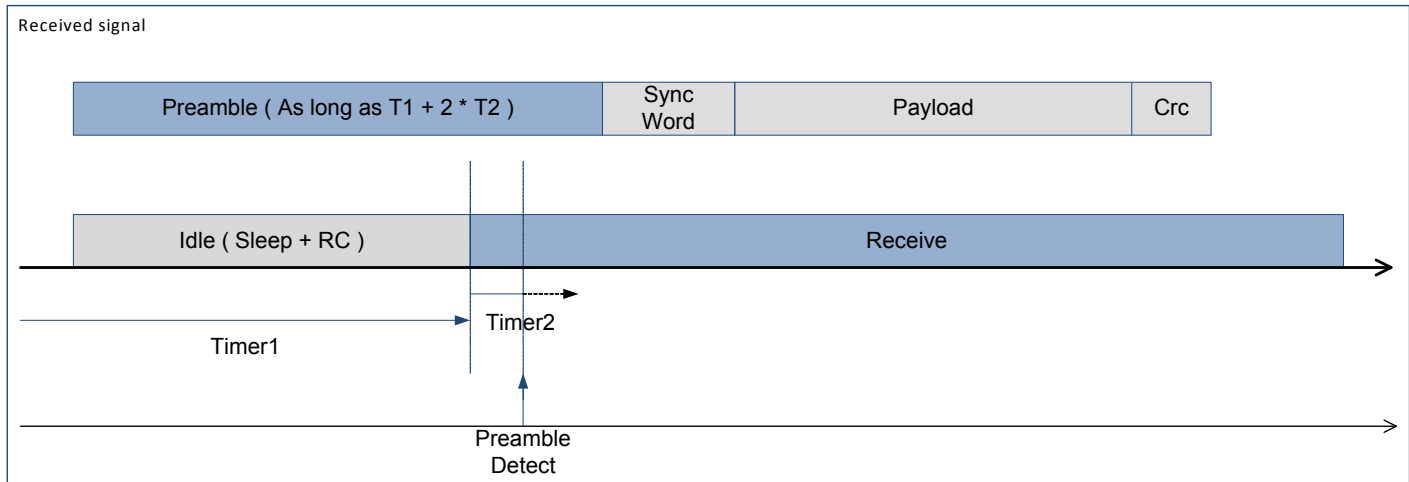 Received signal
Preamble ( As long as T1 + 2 * T2 )
Sync
Word
Payload
Crc
Idle ( Sleep + RC )
Receive
Timer2
Timer1
Preamble
Detect